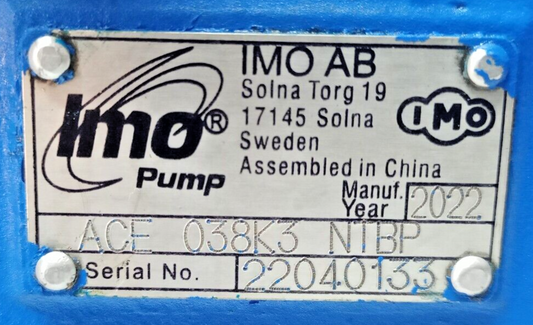 Imo®
Pump
IMO AB
Solna Torg 19
17145 Solna
Sweden
Assembled in China
IMO
Manuf.
Year 2022
ACE 038K3 NTBP
Serial No. 22040133